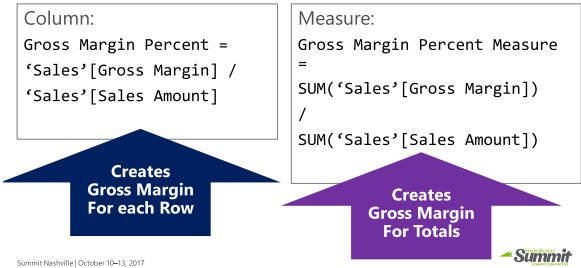 Column:
Gross Margin Percent =
‘Sales’[Gross Margin] /
‘Sales’[Sales Amount]
Creates
Gross Margin
For each Row
Measure:
Gross Margin Percent Measure
=
SUM(‘Sales’[Gross Margin])
/
SUM(‘Sales’[Sales Amount])
Creates
Gross Margin
For Totals
Summit Nashville | October 10–13, 2017
Nashville 2017
Summit